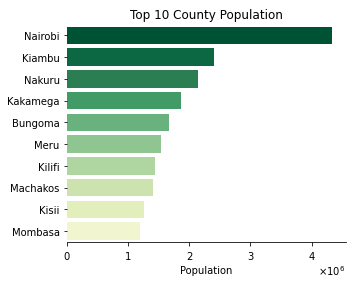 Top 10 County Population
Nairobi
Kiambu
Nakuru
Kakamega
Bungoma
Meru
Kilifi
Machakos
Kisii
Mombasa
0 1 2 3 4
Population
×10⁶